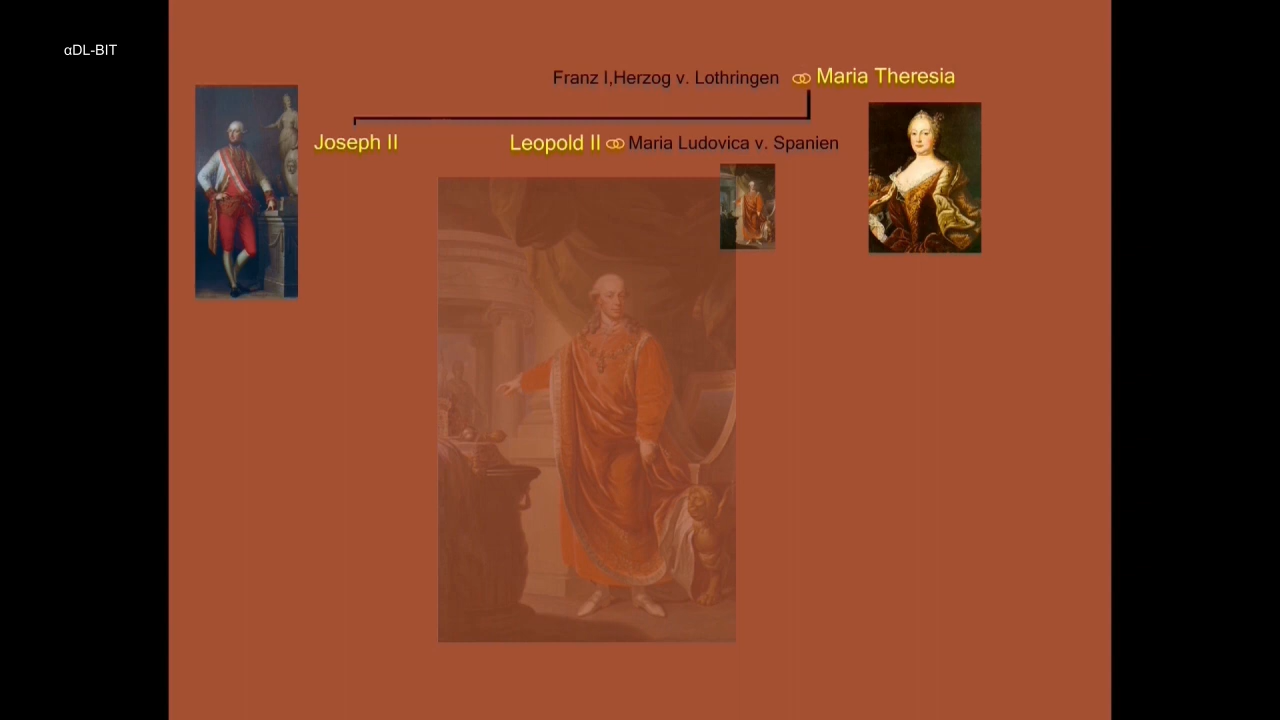 αDL-BIT
Franz I,Herzog v. Lothringen Maria Theresia
Joseph II Leopold II Maria Ludovica v. Spanien